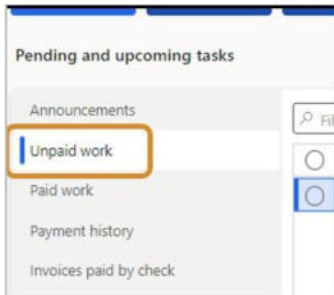 Pending and upcoming tasks
Announcements
Fil
Unpaid work
Paid work
Payment history
Invoices paid by check